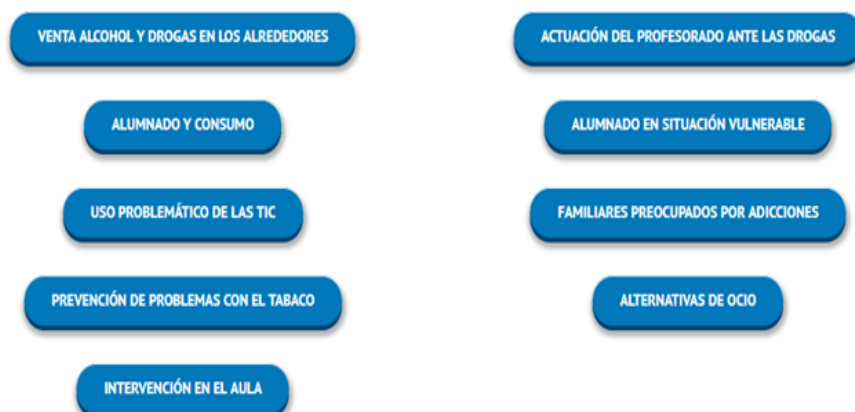 VENTA ALCOHOL Y DROGAS EN LOS ALREDEDORES
ACTUACIÓN DEL PROFESORADO ANTE LAS DROGAS
ALUMNADO Y CONSUMO
ALUMNADO EN SITUACIÓN VULNERABLE
USO PROBLEMÁTICO DE LAS TIC
FAMILIARES PREOCUPADOS POR ADICCIONES
PREVENCIÓN DE PROBLEMAS CON EL TABACO
ALTERNATIVAS DE OCIO
INTERVENCIÓN EN EL AULA